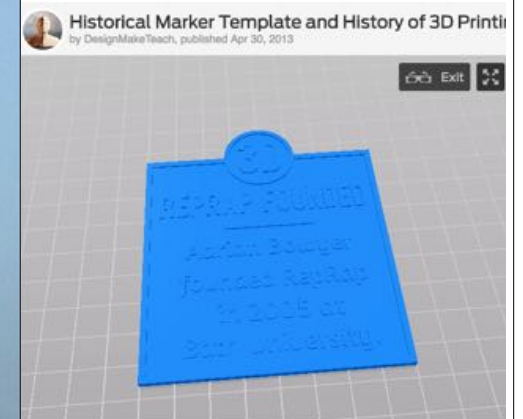 Historical Marker Template and History of 3D Printi
by DesignMakeTeach, published Apr 30, 2013
Exit
3D
REPRAP FOUNDED
Adrian Bowyer
founded RepRap
in 2005 at
Bath University.